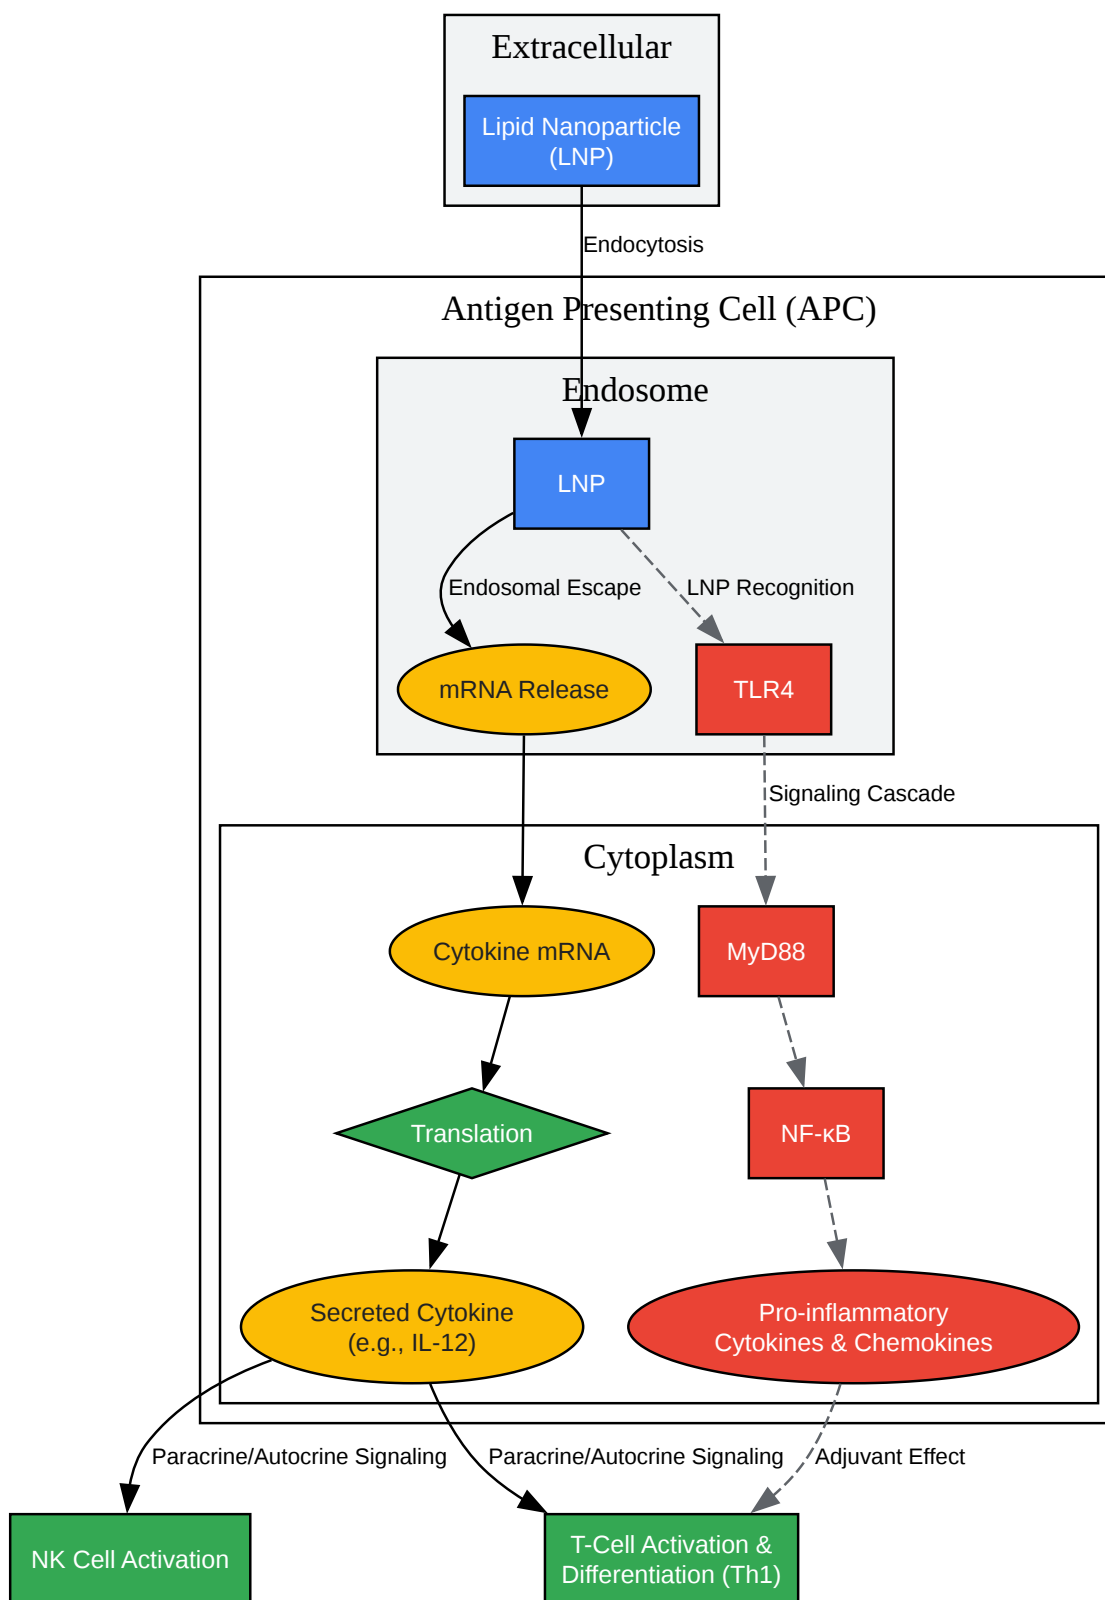 Extracellular
Lipid Nanoparticle
(LNP)
Endocytosis
Antigen Presenting Cell (APC)
Endosome
LNP
Endosomal Escape
LNP Recognition
mRNA Release
TLR4
Signaling Cascade
Cytoplasm
Cytokine mRNA
MyD88
Translation
NF-κB
Secreted Cytokine
(e.g., IL-12)
Pro-inflammatory
Cytokines & Chemokines
Paracrine/Autocrine Signaling
Paracrine/Autocrine Signaling
Adjuvant Effect
NK Cell Activation
T-Cell Activation &
Differentiation (Th1)